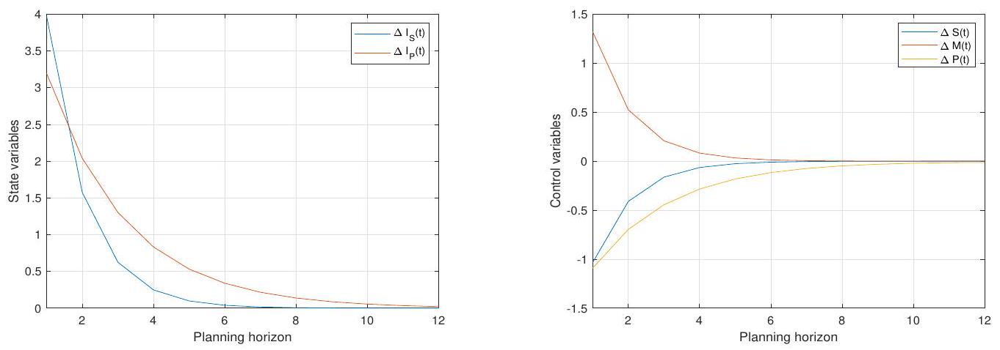 4
3.5
3
2.5
2
1.5
1
0.5
0
2 4 6 8 10 12
State variables
Planning horizon
Δ I_S(t)
Δ I_P(t)
1.5
1
0.5
0
-0.5
-1
-1.5
2 4 6 8 10 12
Control variables
Planning horizon
Δ S(t)
Δ M(t)
Δ P(t)